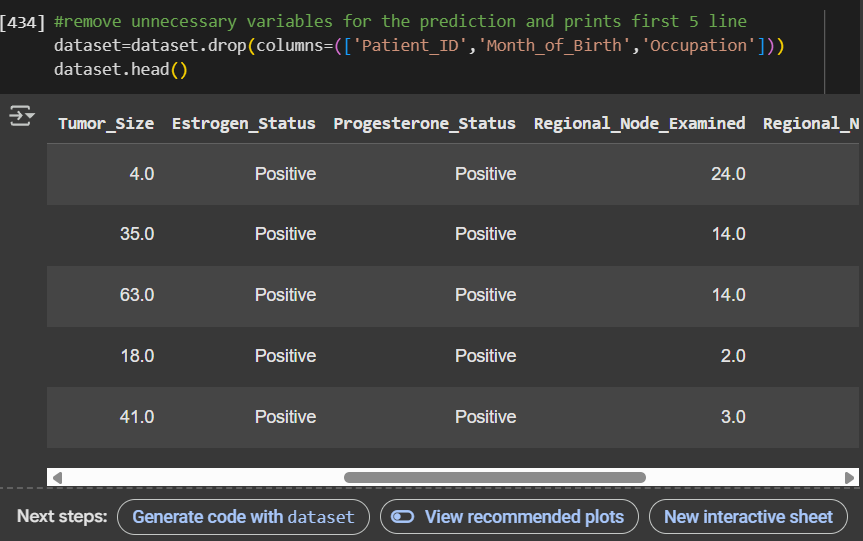 [434] #remove unnecessary variables for the prediction and prints first 5 line
dataset=dataset.drop(columns=(['Patient_ID','Month_of_Birth','Occupation']))
dataset.head()
Tumor_Size Estrogen_Status Progesterone_Status Regional_Node_Examined Regional_N
4.0 Positive Positive 24.0
35.0 Positive Positive 14.0
63.0 Positive Positive 14.0
18.0 Positive Positive 2.0
41.0 Positive Positive 3.0
Next steps: Generate code with dataset View recommended plots New interactive sheet